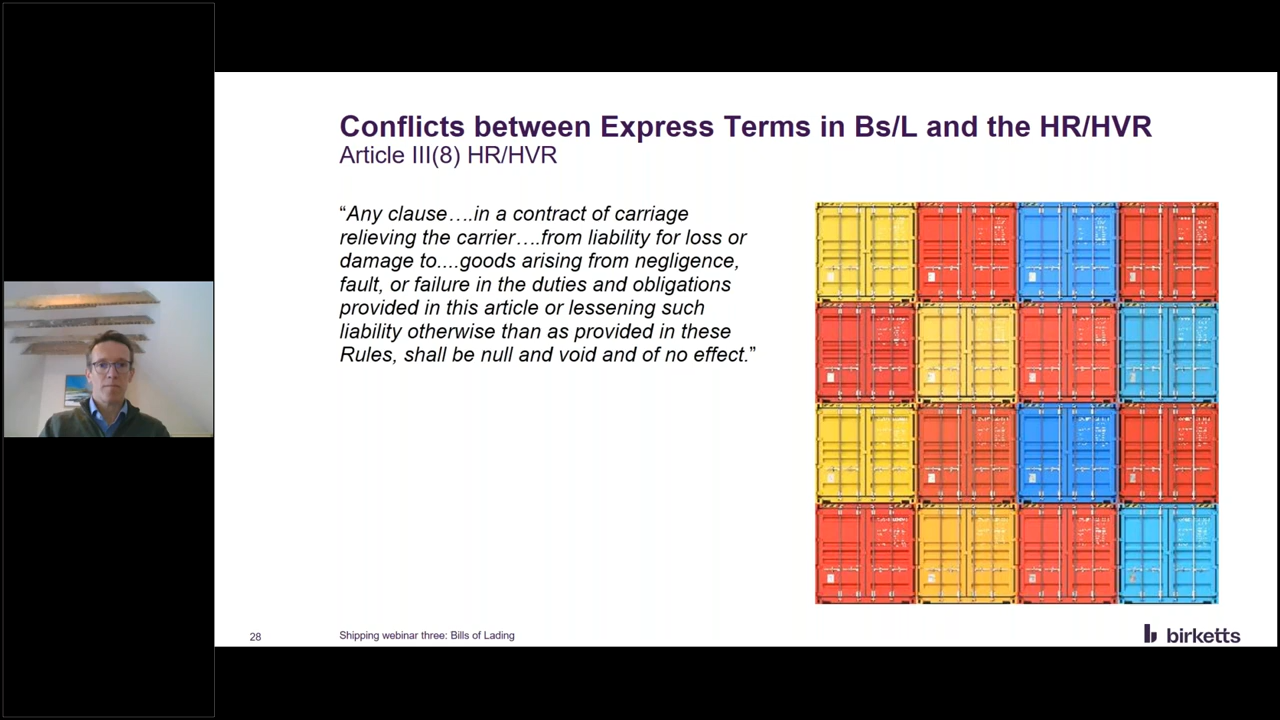 Conflicts between Express Terms in Bs/L and the HR/HVR
Article III(8) HR/HVR
“Any clause….in a contract of carriage
relieving the carrier….from liability for loss or
damage to....goods arising from negligence,
fault, or failure in the duties and obligations
provided in this article or lessening such
liability otherwise than as provided in these
Rules, shall be null and void and of no effect.”
28
Shipping webinar three: Bills of Lading
birketts